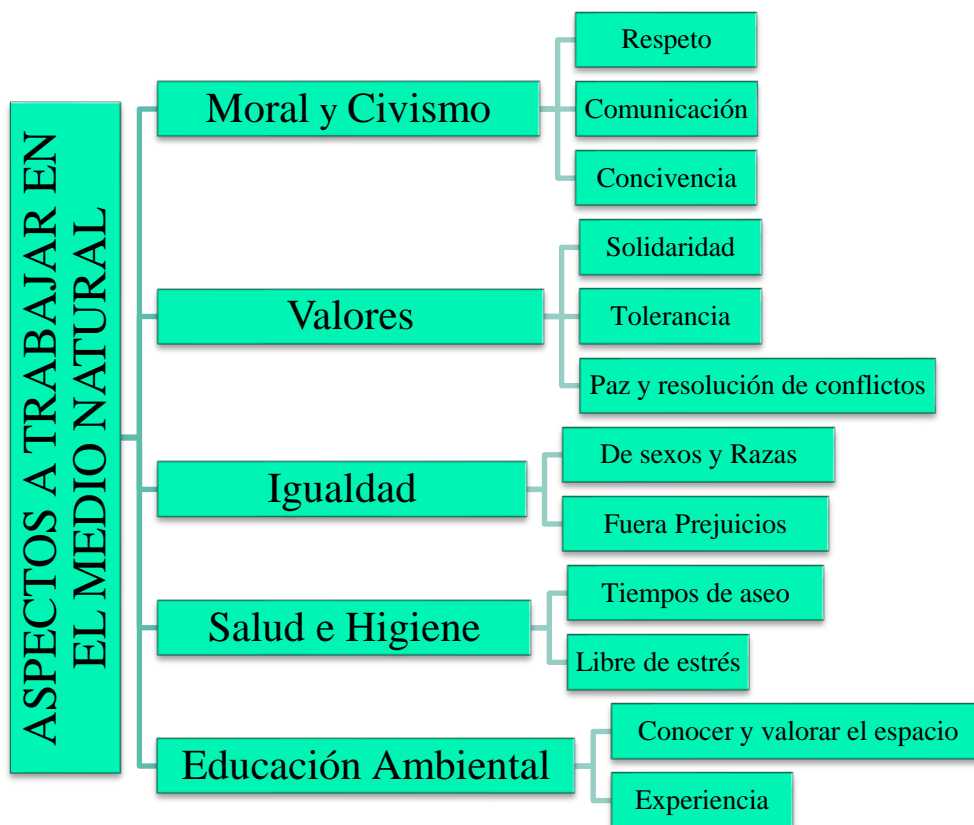 ASPECTOS A TRABAJAR EN
EL MEDIO NATURAL
Moral y Civismo
Respeto
Comunicación
Concivencia
Valores
Solidaridad
Tolerancia
Paz y resolución de conflictos
Igualdad
De sexos y Razas
Fuera Prejuicios
Salud e Higiene
Tiempos de aseo
Libre de estrés
Educación Ambiental
Conocer y valorar el espacio
Experiencia